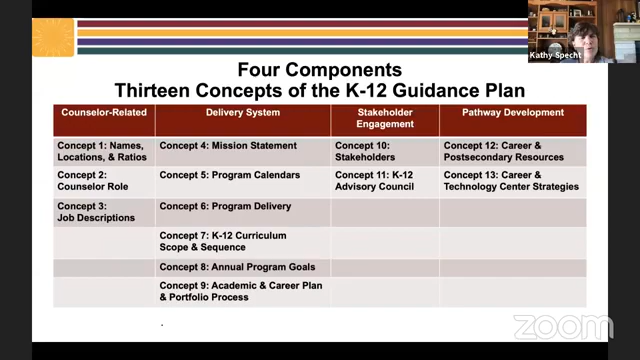 Four Components
Thirteen Concepts of the K-12 Guidance Plan
Counselor-Related
Delivery System
Stakeholder
Engagement
Pathway Development
Concept 1: Names,
Locations, & Ratios
Concept 4: Mission Statement
Concept 10:
Stakeholders
Concept 12: Career &
Postsecondary Resources
Concept 2:
Counselor Role
Concept 5: Program Calendars
Concept 11: K-12
Advisory Council
Concept 13: Career &
Technology Center Strategies
Concept 3:
Job Descriptions
Concept 6: Program Delivery
Concept 7: K-12 Curriculum
Scope & Sequence
Concept 8: Annual Program Goals
Concept 9: Academic & Career Plan
& Portfolio Process
Kathy Specht
zoom